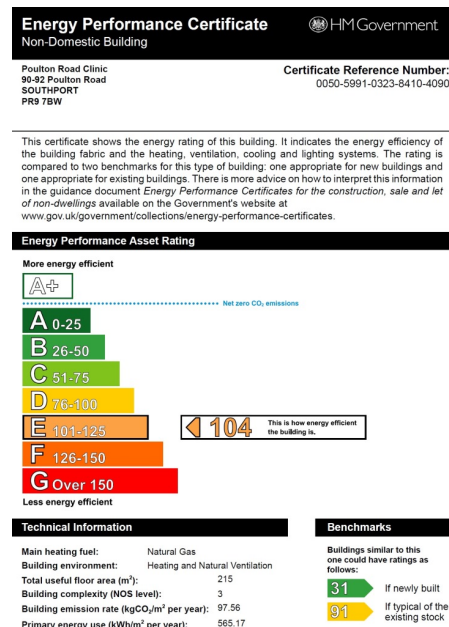 Energy Performance Certificate
HM Government
Non-Domestic Building
Poulton Road Clinic
90-92 Poulton Road
SOUTHPORT
PR9 7BW
Certificate Reference Number:
0050-5991-0323-8410-4090
This certificate shows the energy rating of this building. It indicates the energy efficiency of
the building fabric and the heating, ventilation, cooling and lighting systems. The rating is
compared to two benchmarks for this type of building: one appropriate for new buildings and
one appropriate for existing buildings. There is more advice on how to interpret this information
in the guidance document Energy Performance Certificates for the construction, sale and let
of non-dwellings available on the Government's website at
www.gov.uk/government/collections/energy-performance-certificates.
Energy Performance Asset Rating
More energy efficient
A+
Net zero CO₂ emissions
A 0-25
B 26-50
C 51-75
D 76-100
E 101-125
104
This is how energy efficient
the building is.
F 126-150
G Over 150
Less energy efficient
Technical Information
Main heating fuel: Natural Gas
Building environment: Heating and Natural Ventilation
Total useful floor area (m²): 215
Building complexity (NOS level): 3
Building emission rate (kgCO₂/m² per year): 97.56
Primary energy use (kWh/m² per year): 565.17
Benchmarks
Buildings similar to this
one could have ratings as
follows:
31 If newly built
91 If typical of the
existing stock